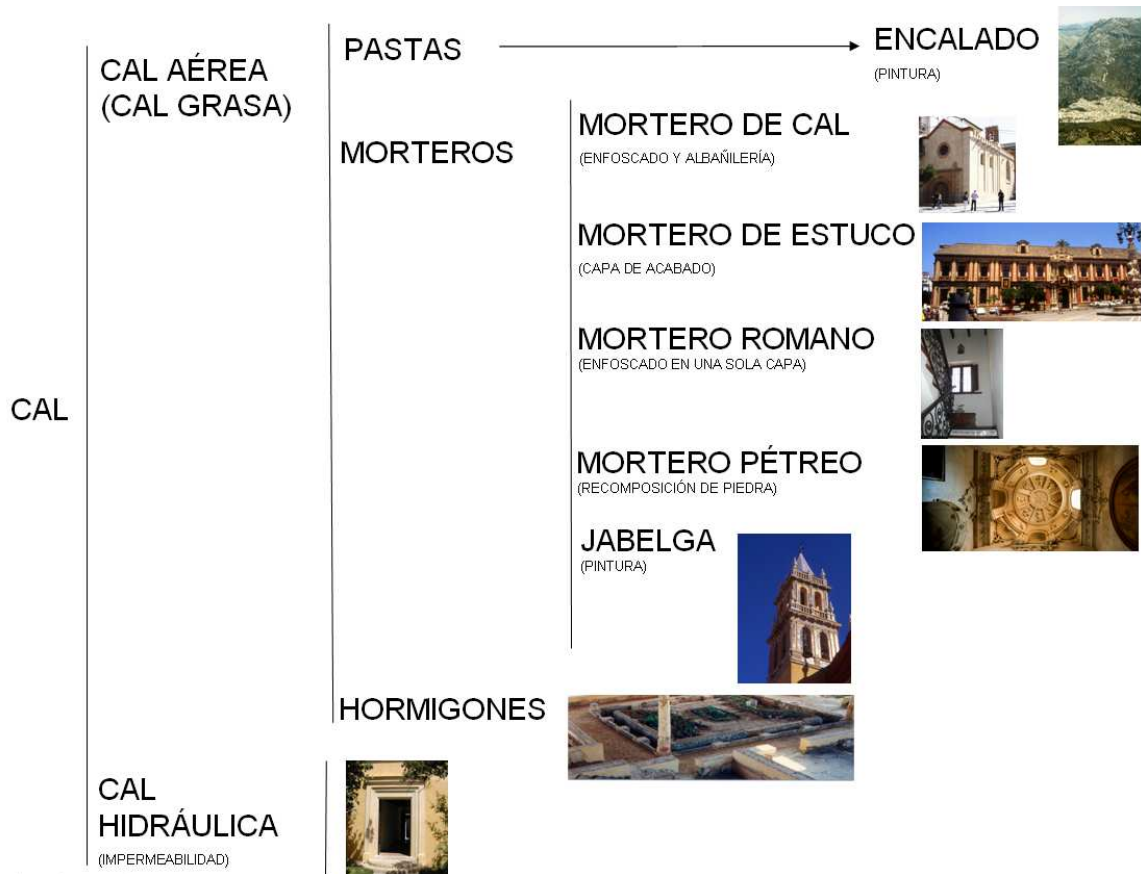 CAL
CAL AÉREA
(CAL GRASA)
PASTAS
ENCALADO
(PINTURA)
MORTEROS
MORTERO DE CAL
(ENFOSCADO Y ALBAÑILERÍA)
MORTERO DE ESTUCO
(CAPA DE ACABADO)
MORTERO ROMANO
(ENFOSCADO EN UNA SOLA CAPA)
MORTERO PÉTREO
(RECOMPOSICIÓN DE PIEDRA)
JABELGA
(PINTURA)
HORMIGONES
CAL
HIDRÁULICA
(IMPERMEABILIDAD)